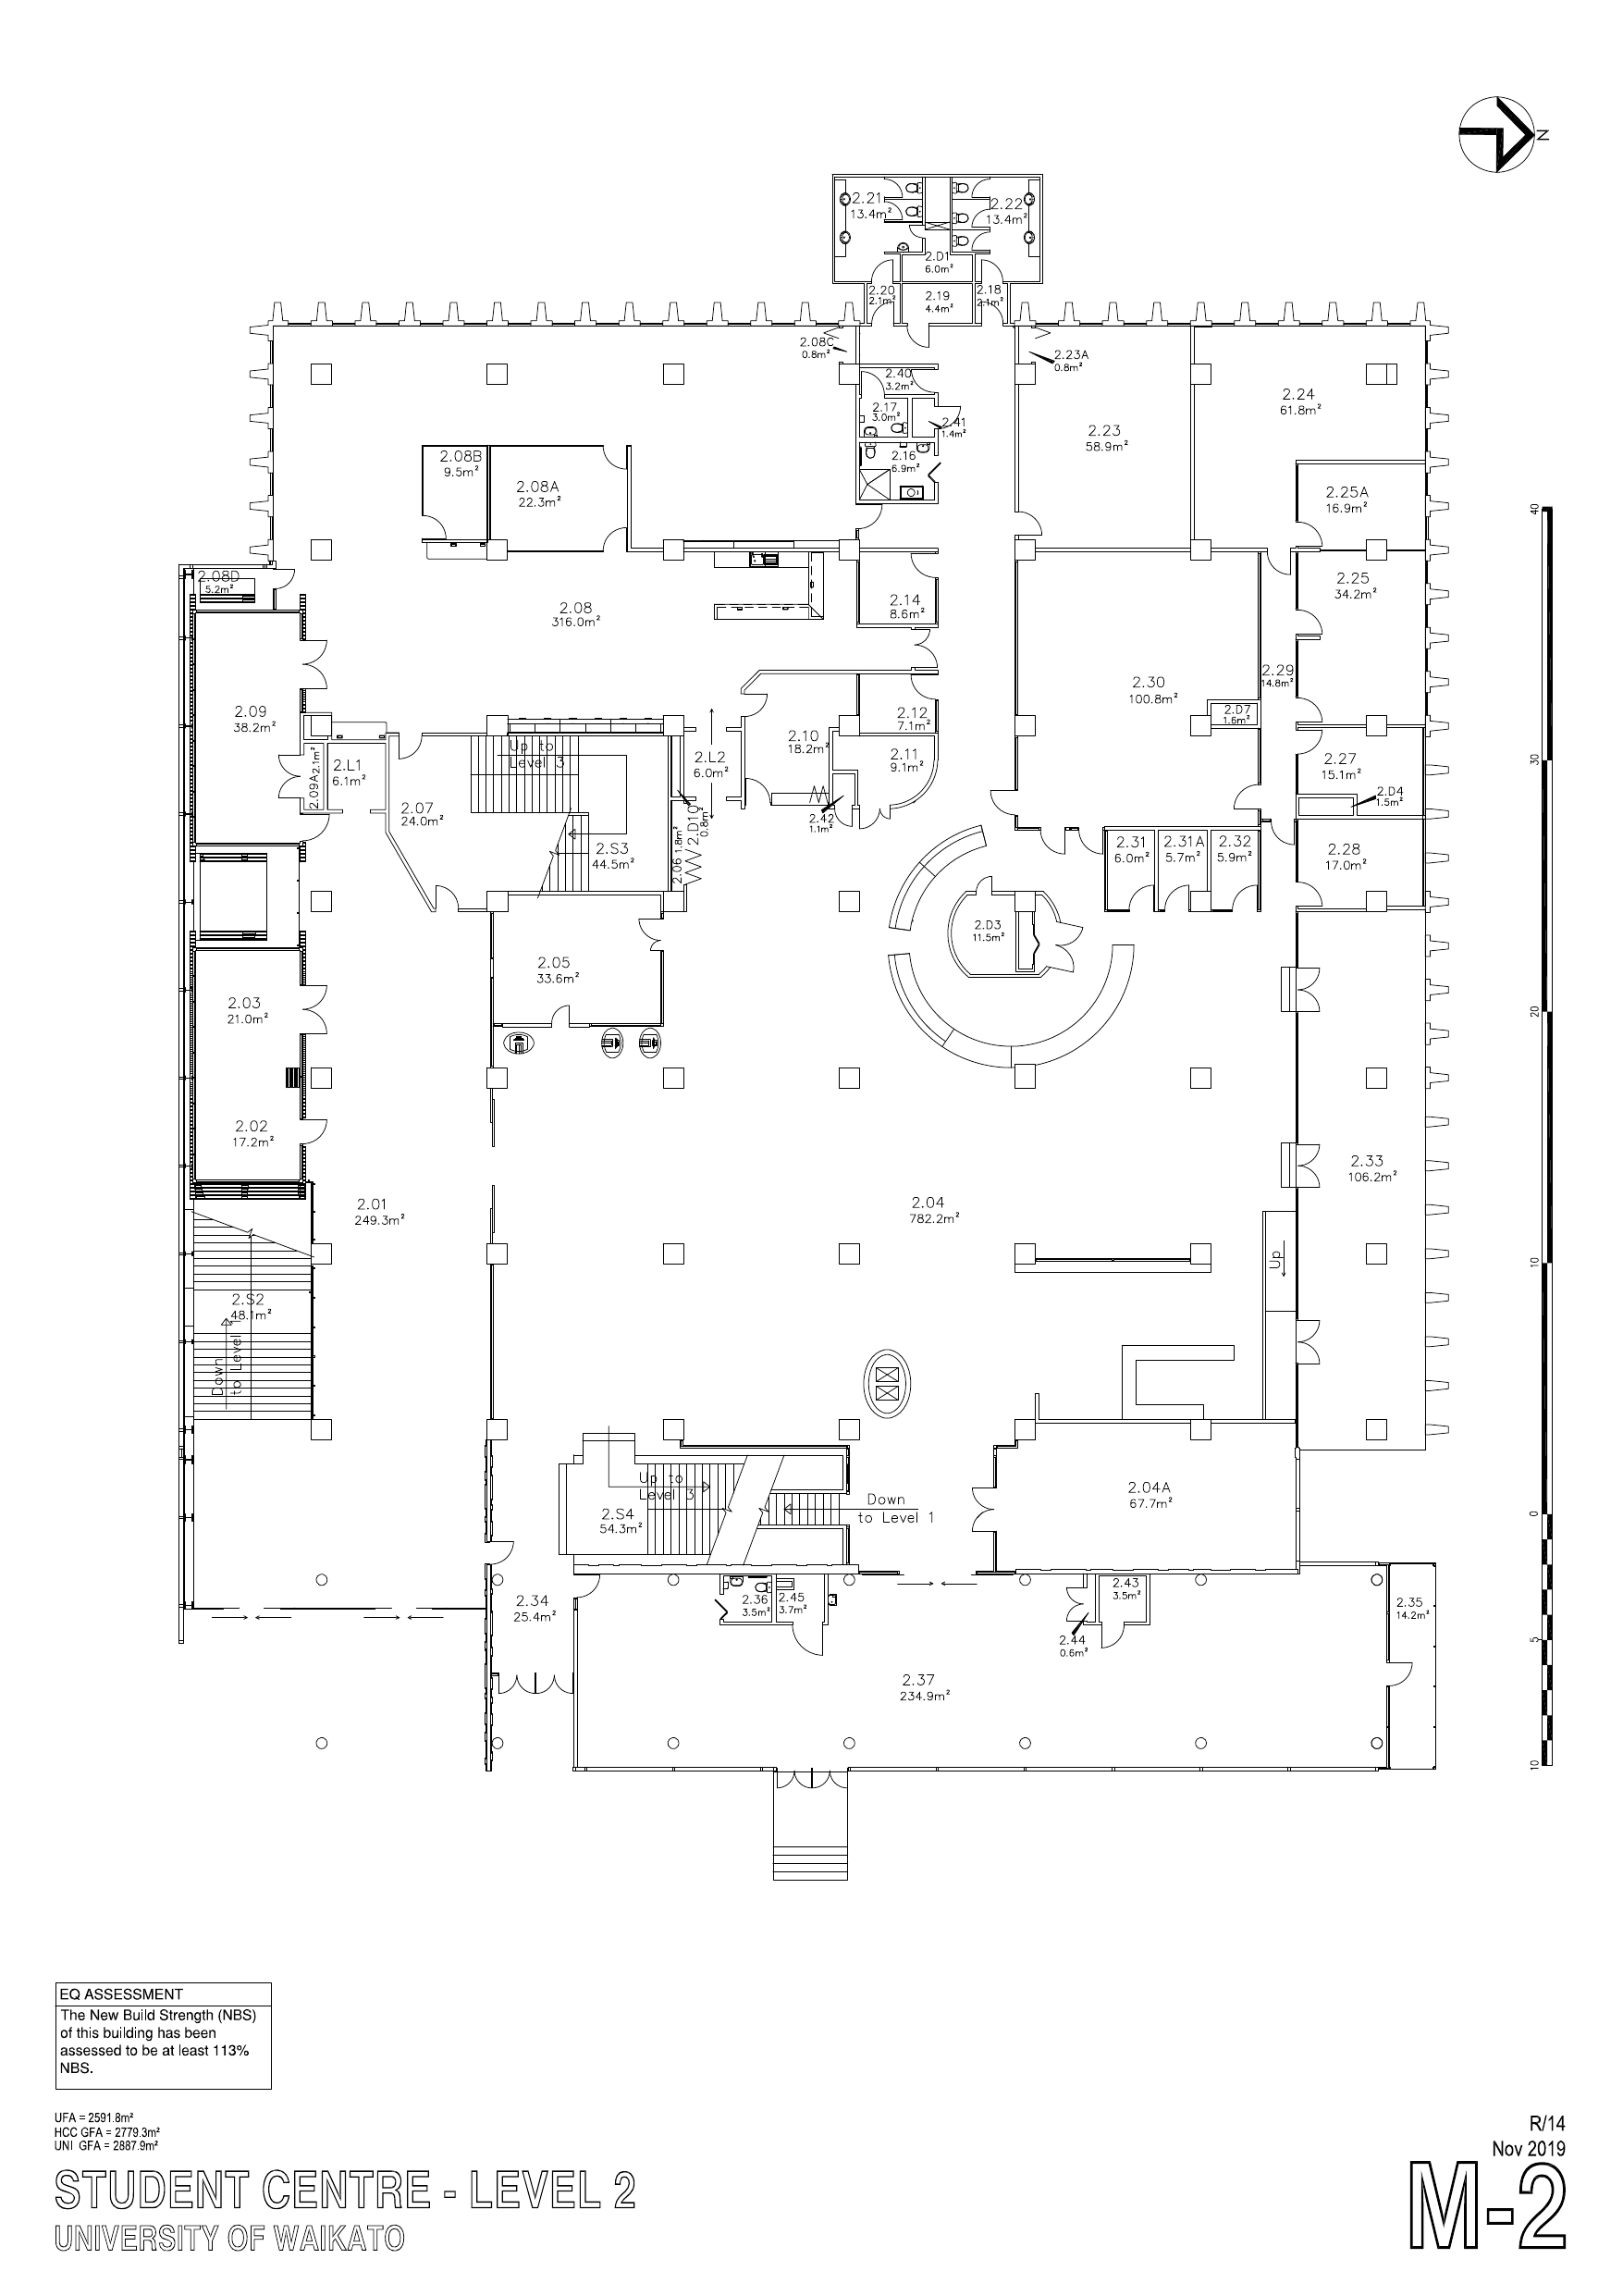 N
2.21
13.4m²
2.22
13.4m²
2.D1
6.0m²
2.20
2.1m²
2.19
4.4m²
2.18
2.1m²
2.08C
0.8m²
2.23A
0.8m²
2.40
3.2m²
2.17
3.0m²
2.41
1.4m²
2.16
6.9m²
2.23
58.9m²
2.24
61.8m²
2.08B
9.5m²
2.08A
22.3m²
2.25A
16.9m²
2.08D
5.2m²
2.08
316.0m²
2.14
8.6m²
2.25
34.2m²
2.29
14.8m²
2.30
100.8m²
2.D7
1.6m²
2.09
38.2m²
2.09A 2.1m²
2.L1
6.1m²
Up to
Level 3
2.L2
6.0m²
2.10
18.2m²
2.12
7.1m²
2.11
9.1m²
2.27
15.1m²
2.D4
1.5m²
2.07
24.0m²
2.S3
44.5m²
2.06 1.8m²
2.D10
0.8m²
2.42
1.1m²
2.31
6.0m²
2.31A
5.7m²
2.32
5.9m²
2.28
17.0m²
2.D3
11.5m²
2.05
33.6m²
2.03
21.0m²
2.02
17.2m²
2.01
249.3m²
2.04
782.2m²
2.33
106.2m²
Up
2.S2
48.1m²
Down
to Level 1
Up to
Level 3
2.S4
54.3m²
Down
to Level 1
2.04A
67.7m²
2.34
25.4m²
2.36
3.5m²
2.45
3.7m²
2.43
3.5m²
2.44
0.6m²
2.35
14.2m²
2.37
234.9m²
40
30
20
10
0
5
10
EQ ASSESSMENT
The New Build Strength (NBS)
of this building has been
assessed to be at least 113%
NBS.
UFA = 2591.8m²
HCC GFA = 2779.3m²
UNI GFA = 2887.9m²
STUDENT CENTRE - LEVEL 2
UNIVERSITY OF WAIKATO
R/14
Nov 2019
M-2